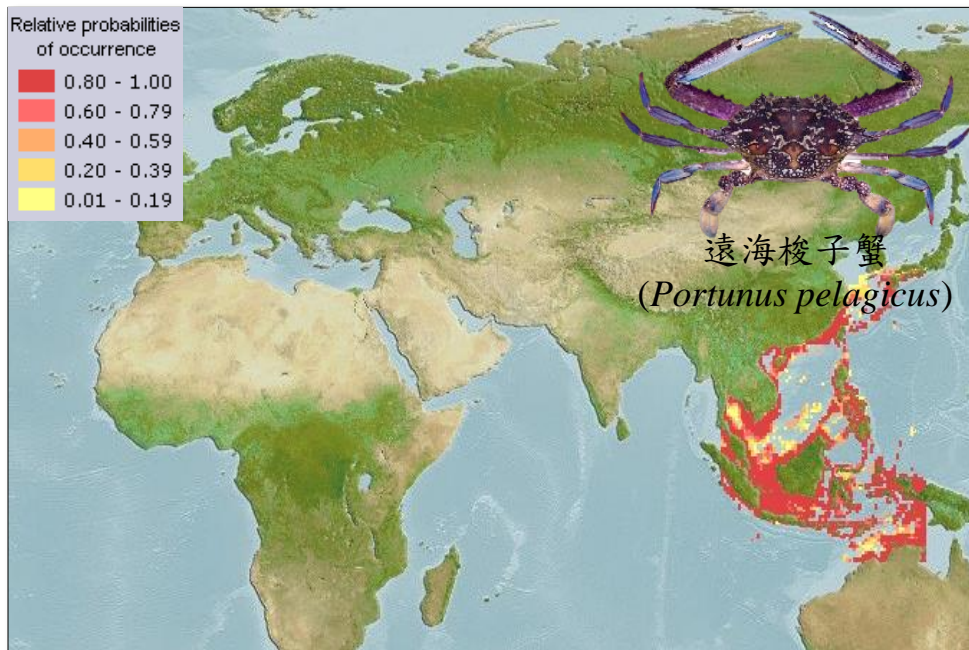 Relative probabilities
of occurrence
0.80 - 1.00
0.60 - 0.79
0.40 - 0.59
0.20 - 0.39
0.01 - 0.19
遠海梭子蟹
(Portunus pelagicus)